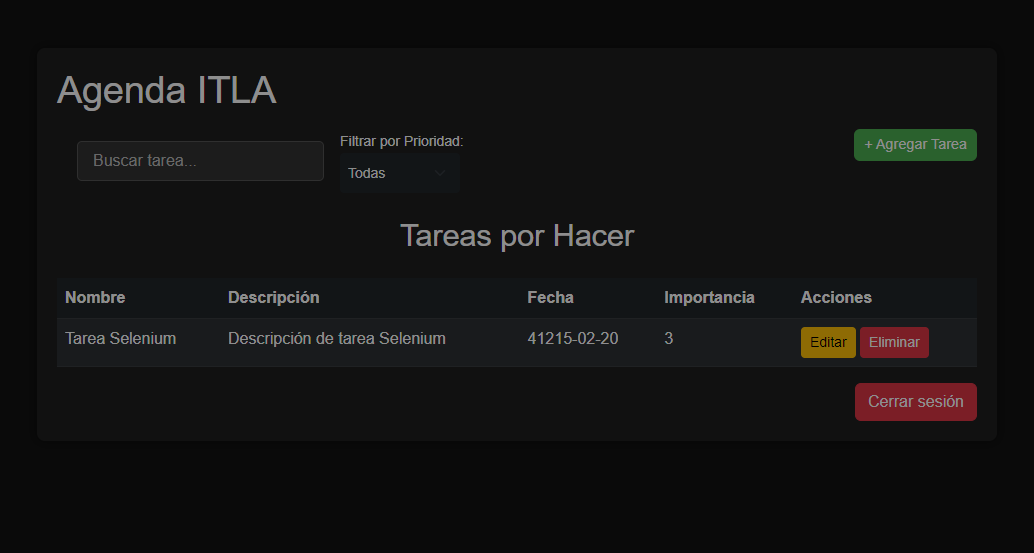 Agenda ITLA
Buscar tarea...
Filtrar por Prioridad:
Todas
+ Agregar Tarea
Tareas por Hacer
Nombre Descripción Fecha Importancia Acciones
Tarea Selenium Descripción de tarea Selenium 41215-02-20 3 Editar Eliminar
Cerrar sesión